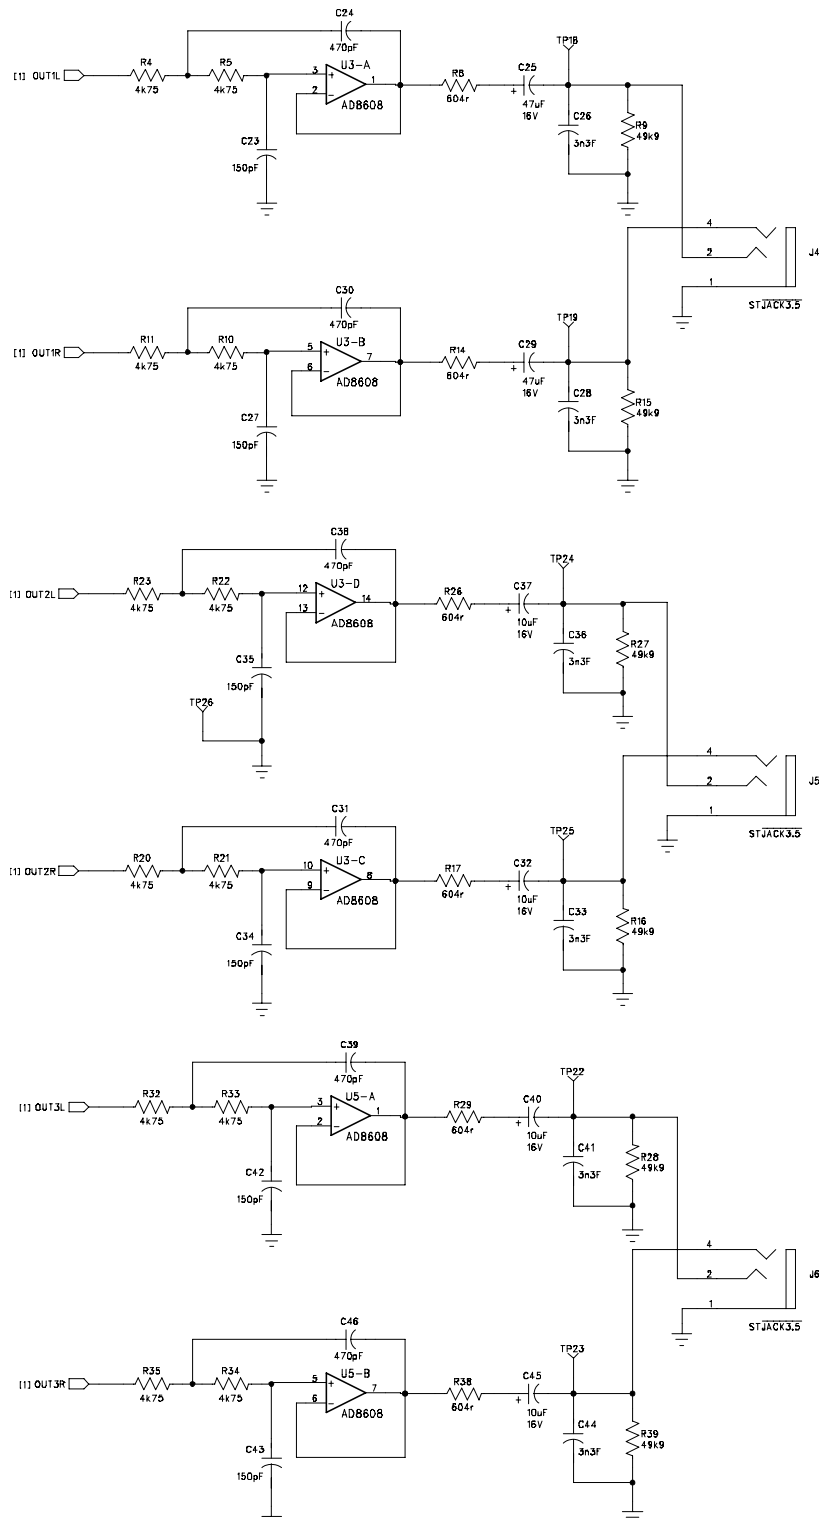 C24
470pF
TP18
[1] OUT1L
R4
4k75
R5
4k75
3
2
U3-A
1
AD8608
R8
604r
C25
+
47uF
16V
C26
3n3F
R9
49k9
C23
150pF
4
2
1
J4
STJACK3.5
C30
470pF
TP19
[1] OUT1R
R11
4k75
R10
4k75
5
6
U3-B
7
AD8608
R14
604r
C29
+
47uF
16V
C28
3n3F
R15
49k9
C27
150pF
C38
470pF
TP24
[1] OUT2L
R23
4k75
R22
4k75
12
13
U3-D
14
AD8608
R26
604r
C37
+
10uF
16V
C36
3n3F
R27
49k9
C35
150pF
TP26
4
2
1
J5
STJACK3.5
C31
470pF
TP25
[1] OUT2R
R20
4k75
R21
4k75
10
9
U3-C
8
AD8608
R17
604r
C32
+
10uF
16V
C33
3n3F
R16
49k9
C34
150pF
C39
470pF
TP22
[1] OUT3L
R32
4k75
R33
4k75
3
2
U5-A
1
AD8608
R29
604r
C40
+
10uF
16V
C41
3n3F
R28
49k9
C42
150pF
4
2
1
J6
STJACK3.5
C46
470pF
TP23
[1] OUT3R
R35
4k75
R34
4k75
5
6
U5-B
7
AD8608
R38
604r
C45
+
10uF
16V
C44
3n3F
R39
49k9
C43
150pF